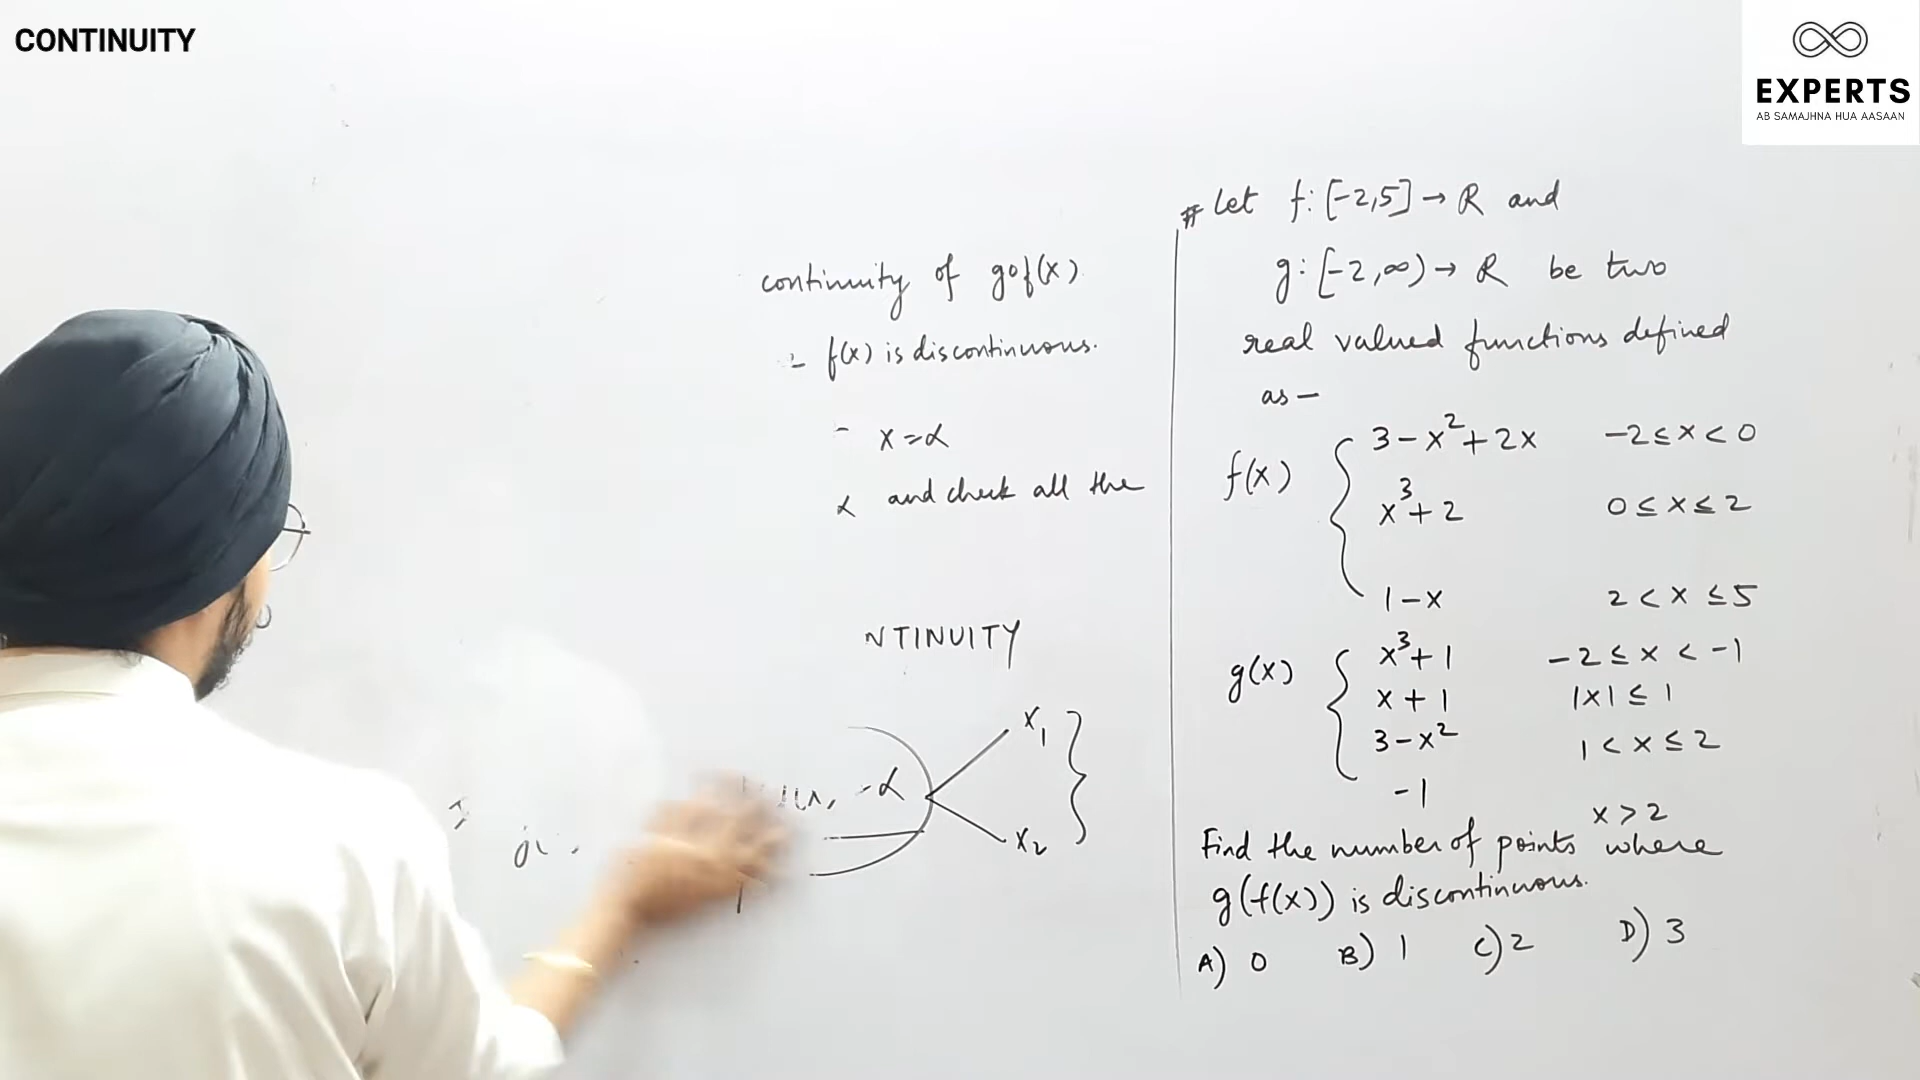 CONTINUITY
EXPERTS
AB SAMAJHNA HUA AASAAN
continuity of gof(x)
f(x) is discontinuous.
x=α
α and check all the
NTINUITY
-α
x₁
x₂
# Let f: [-2,5] → R and
g: [-2,∞) → R be two
real valued functions defined
as —
f(x) { 3-x²+2x -2≤x<0
x³+2 0≤x≤2
1-x 2<x≤5
g(x) { x³+1 -2≤x<-1
x+1 |x|≤1
3-x² 1<x≤2
-1 x>2
Find the number of points where
g(f(x)) is discontinuous.
A) 0 B) 1 C) 2 D) 3